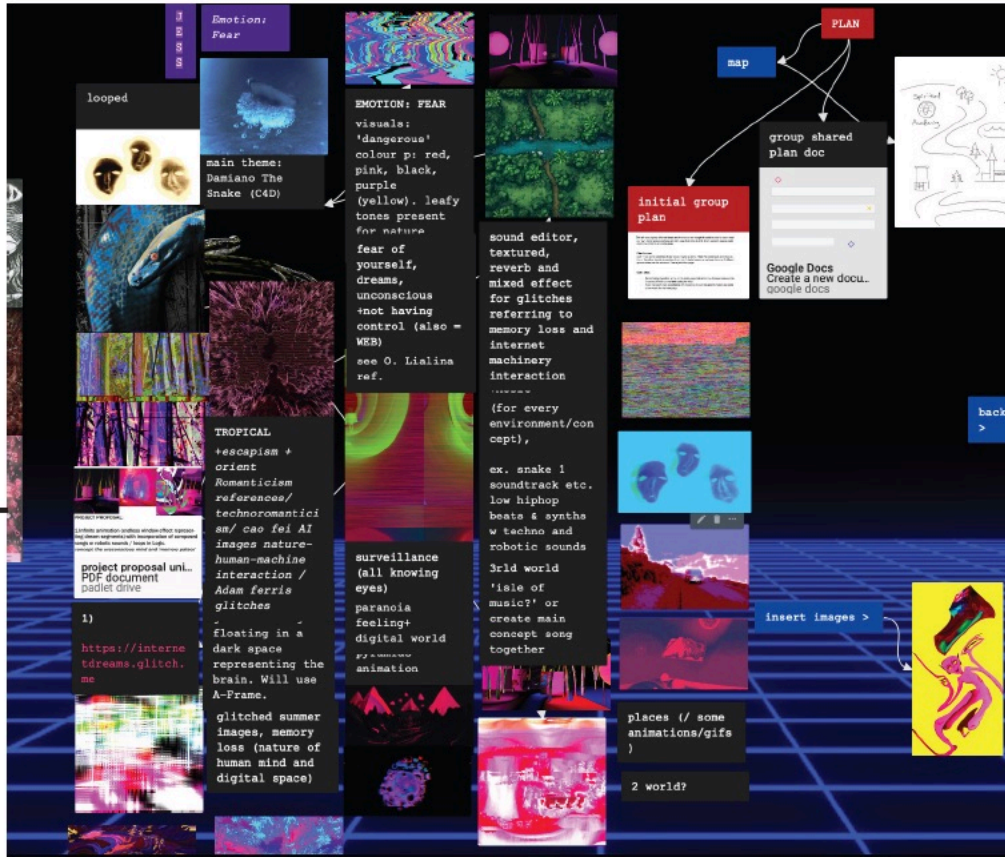 JESS
Emotion:
Fear
looped
main theme:
Damiano The
Snake (C4D)
TROPICAL
+escapism +
orient
Romanticism
references/
technoromantici
sm/ cao fei AI
images nature-
human-machine
interaction /
Adam ferris
glitches
floating in a
dark space
representing the
brain. Will use
A-Frame.
glitched summer
images, memory
loss (nature of
human mind and
digital space)
PROJECT PROPOSAL
project proposal uni...
PDF document
padlet drive
1)
https://interne
tdreams.glitch.
me
EMOTION: FEAR
visuals:
'dangerous'
colour p: red,
pink, black,
purple
(yellow). leafy
tones present
for nature
fear of
yourself,
dreams,
unconscious
+not having
control (also =
WEB)
see O. Lialina
ref.
surveillance
(all knowing
eyes)
paranoia
feeling+
digital world
pyramids
animation
sound editor,
textured,
reverb and
mixed effect
for glitches
referring to
memory loss and
internet
machinery
interaction
(for every
environment/con
cept),
ex. snake 1
soundtrack etc.
low hiphop
beats & synths
w techno and
robotic sounds
3rld world
'isle of
music?' or
create main
concept song
together
PLAN
map
group shared
plan doc
Google Docs
Create a new docu...
google docs
initial group
plan
Spiritual
Awakening
back
>
insert images >
places (/ some
animations/gifs
)
2 world?